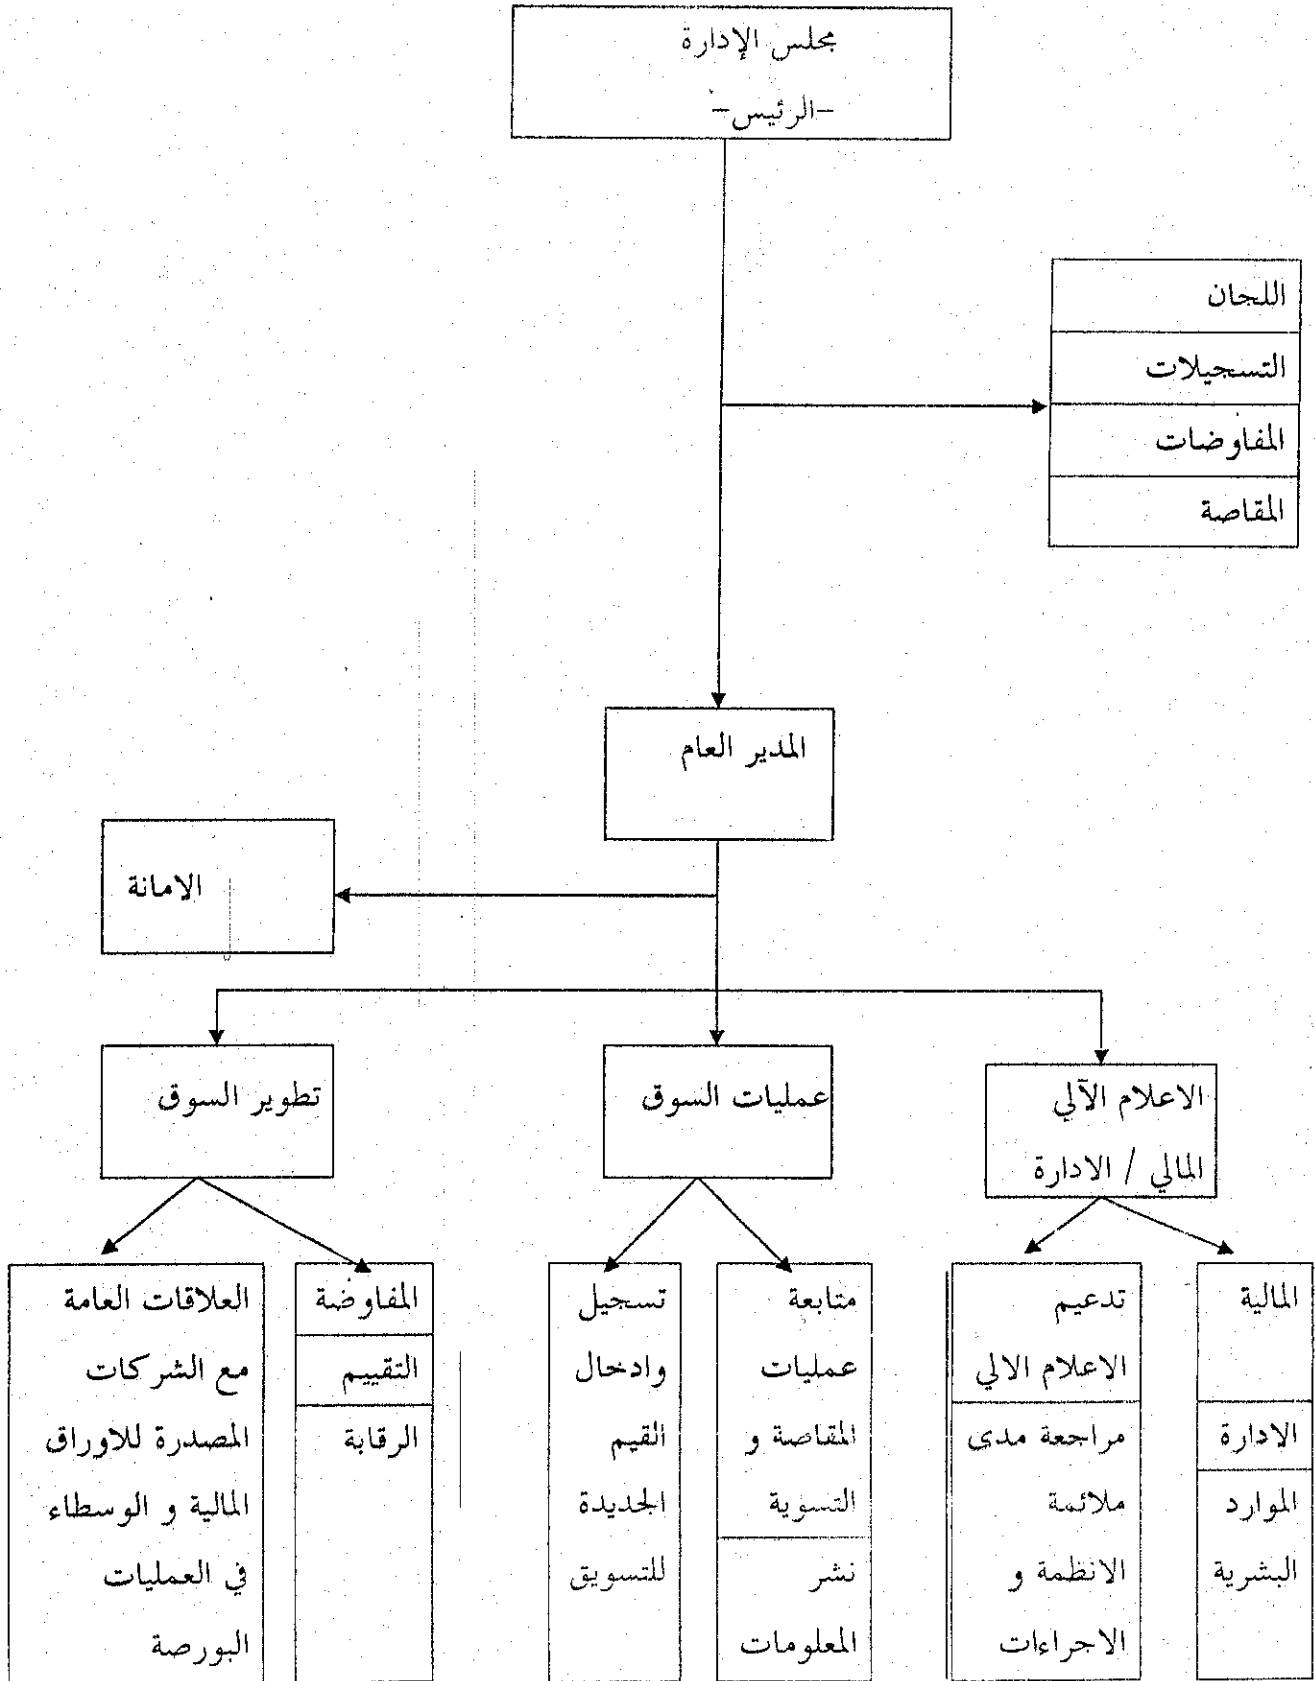 مجلس الإدارة
-الرئيس-
اللجان
التسجيلات
المفاوضات
المقاصة
المدير العام
الامانة
الاعلام الآلي
المالي / الادارة
عمليات السوق
تطوير السوق
المالية
الادارة
الموارد
البشرية
تدعيم
الاعلام الالي
مراجعة مدى
ملائمة
الانظمة و
الاجراءات
متابعة
عمليات
المقاصة و
التسوية
نشر
المعلومات
تسجيل
وادخال
القيم
الجديدة
للتسويق
المفاوضة
التقييم
الرقابة
العلاقات العامة
مع الشركات
المصدرة للاوراق
المالية و الوسطاء
في العمليات
البورصة